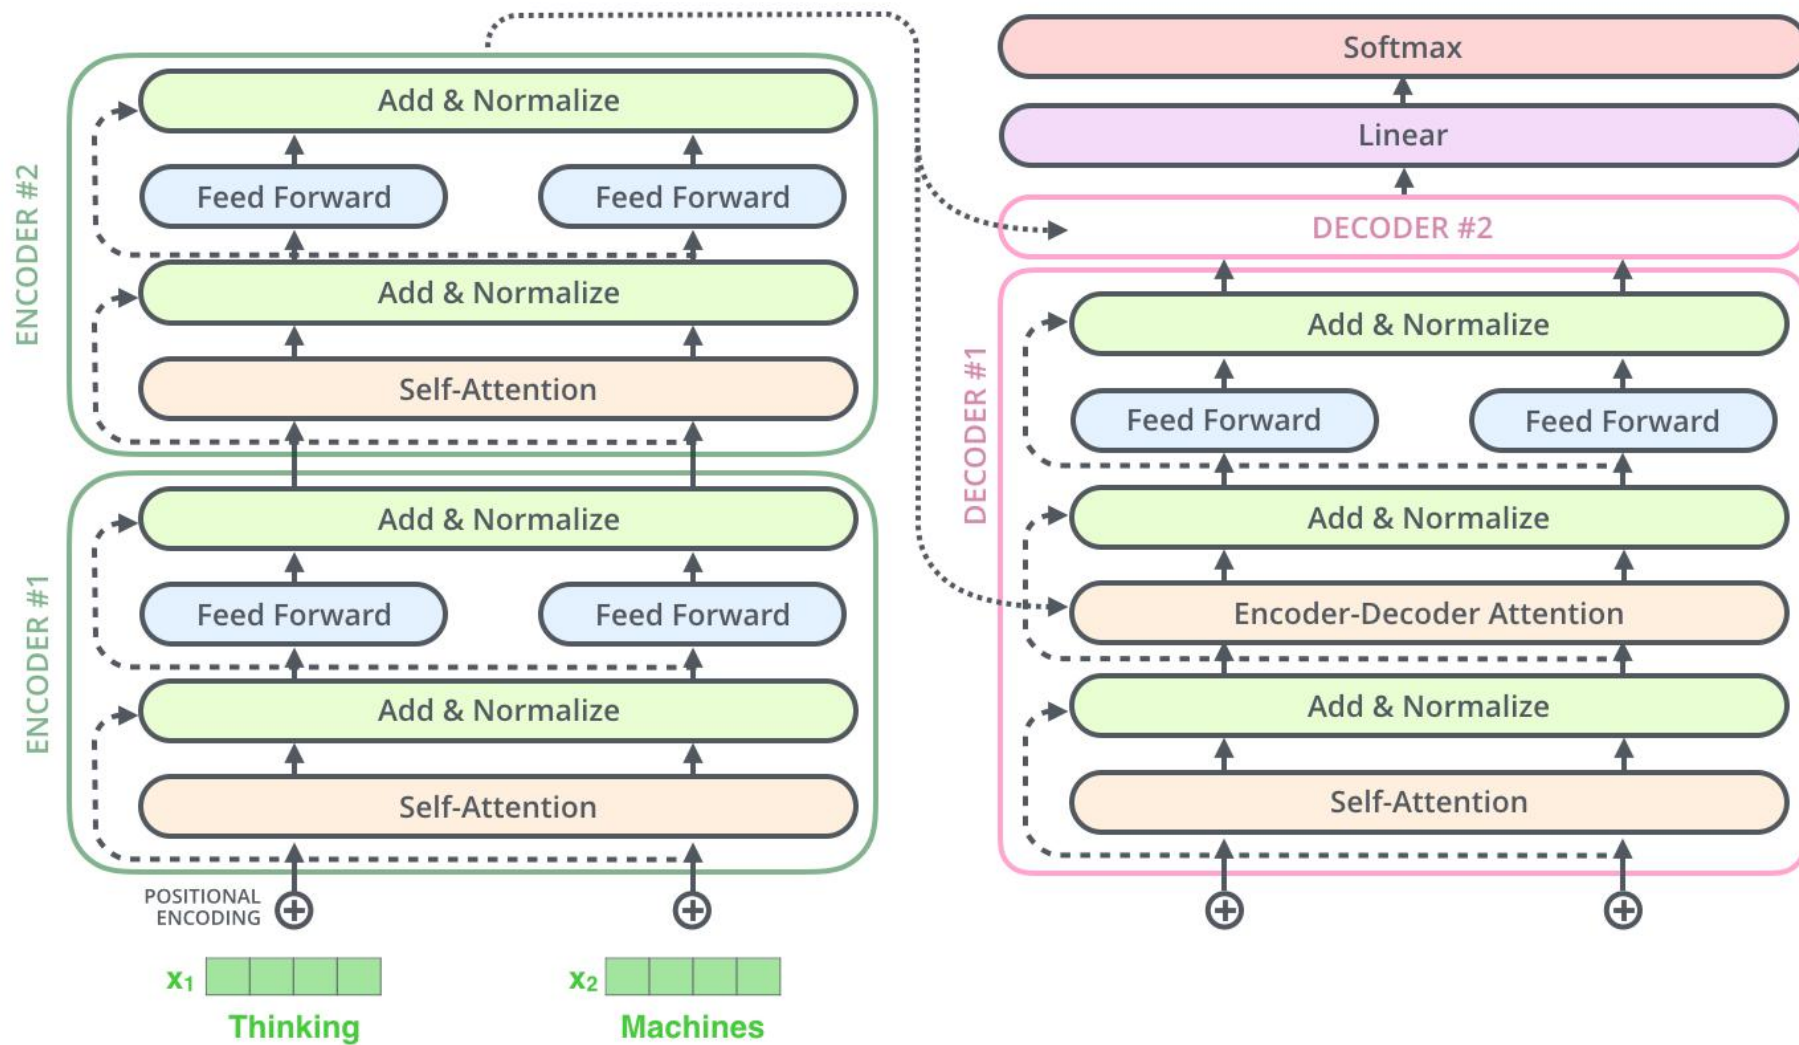 ENCODER #2
Add & Normalize
Feed Forward
Feed Forward
Add & Normalize
Self-Attention
ENCODER #1
Add & Normalize
Feed Forward
Feed Forward
Add & Normalize
Self-Attention
POSITIONAL
ENCODING
x1
x2
Thinking
Machines
Softmax
Linear
DECODER #2
DECODER #1
Add & Normalize
Feed Forward
Feed Forward
Add & Normalize
Encoder-Decoder Attention
Add & Normalize
Self-Attention